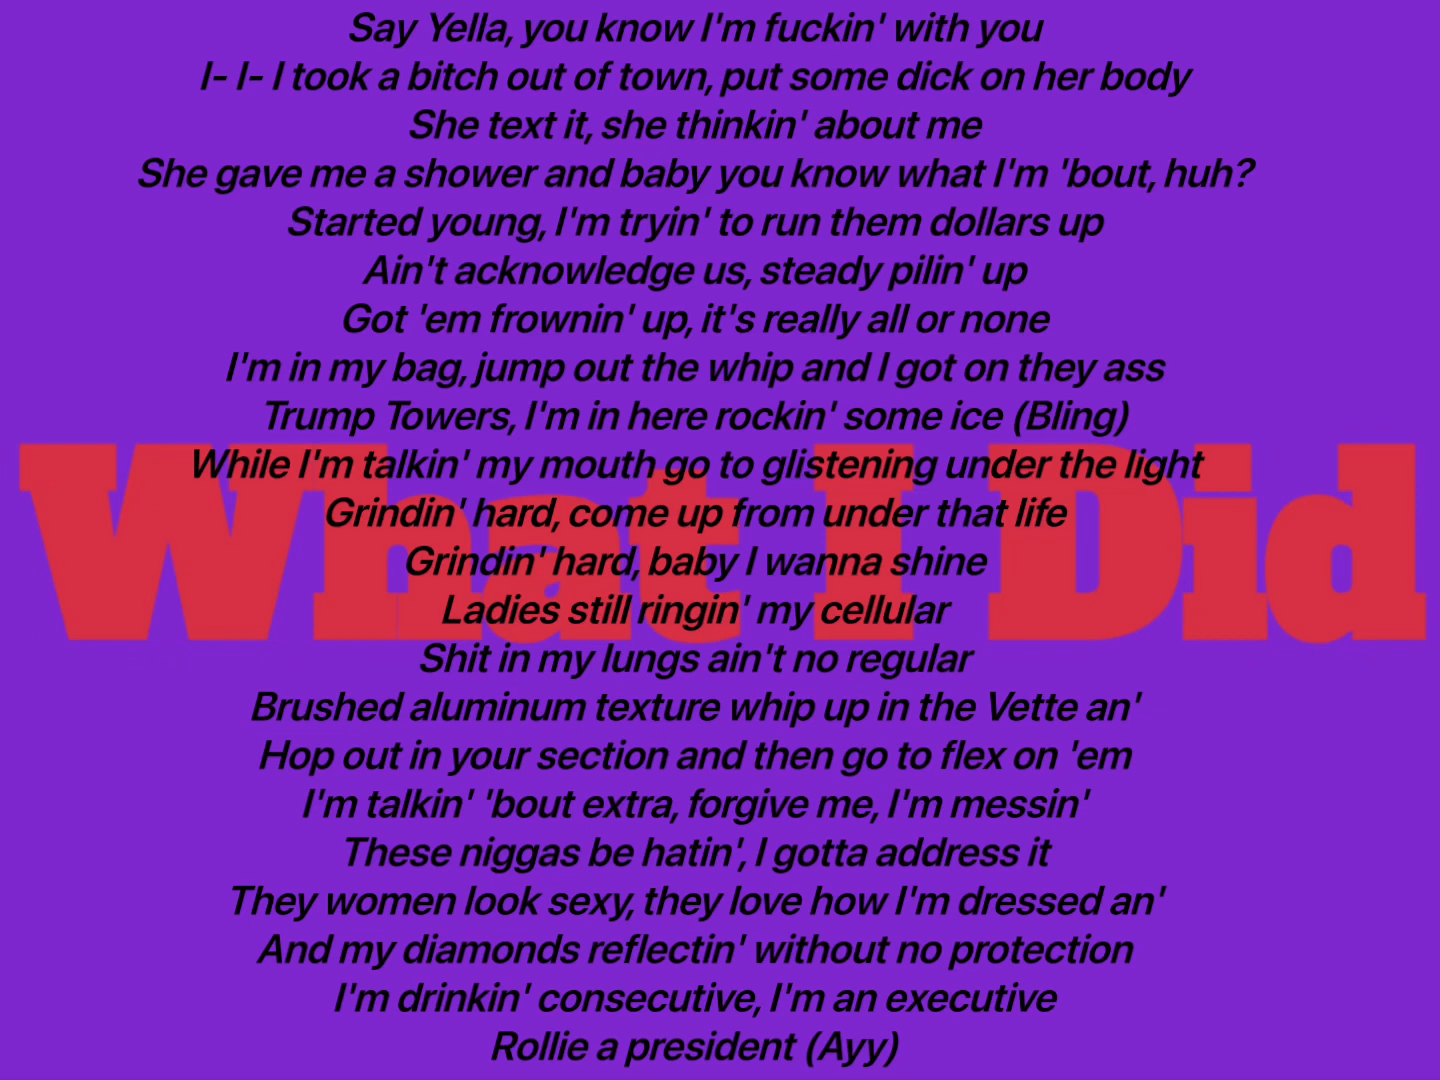 Say Yella, you know I'm fuckin' with you
I- I- I took a bitch out of town, put some dick on her body
She text it, she thinkin' about me
She gave me a shower and baby you know what I'm 'bout, huh?
Started young, I'm tryin' to run them dollars up
Ain't acknowledge us, steady pilin' up
Got 'em frownin' up, it's really all or none
I'm in my bag, jump out the whip and I got on they ass
Trump Towers, I'm in here rockin' some ice (Bling)
While I'm talkin' my mouth go to glistening under the light
What I Did
Grindin' hard, come up from under that life
Grindin' hard, baby I wanna shine
Ladies still ringin' my cellular
Shit in my lungs ain't no regular
Brushed aluminum texture whip up in the Vette an'
Hop out in your section and then go to flex on 'em
I'm talkin' 'bout extra, forgive me, I'm messin'
These niggas be hatin', I gotta address it
They women look sexy, they love how I'm dressed an'
And my diamonds reflectin' without no protection
I'm drinkin' consecutive, I'm an executive
Rollie a president (Ayy)